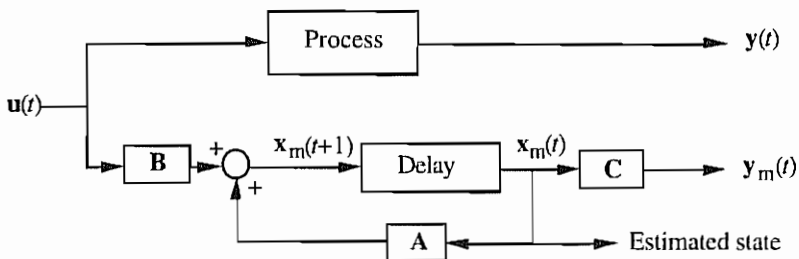 Process
y(t)
u(t)
B
+
+
x_m(t+1)
Delay
x_m(t)
C
y_m(t)
A
Estimated state